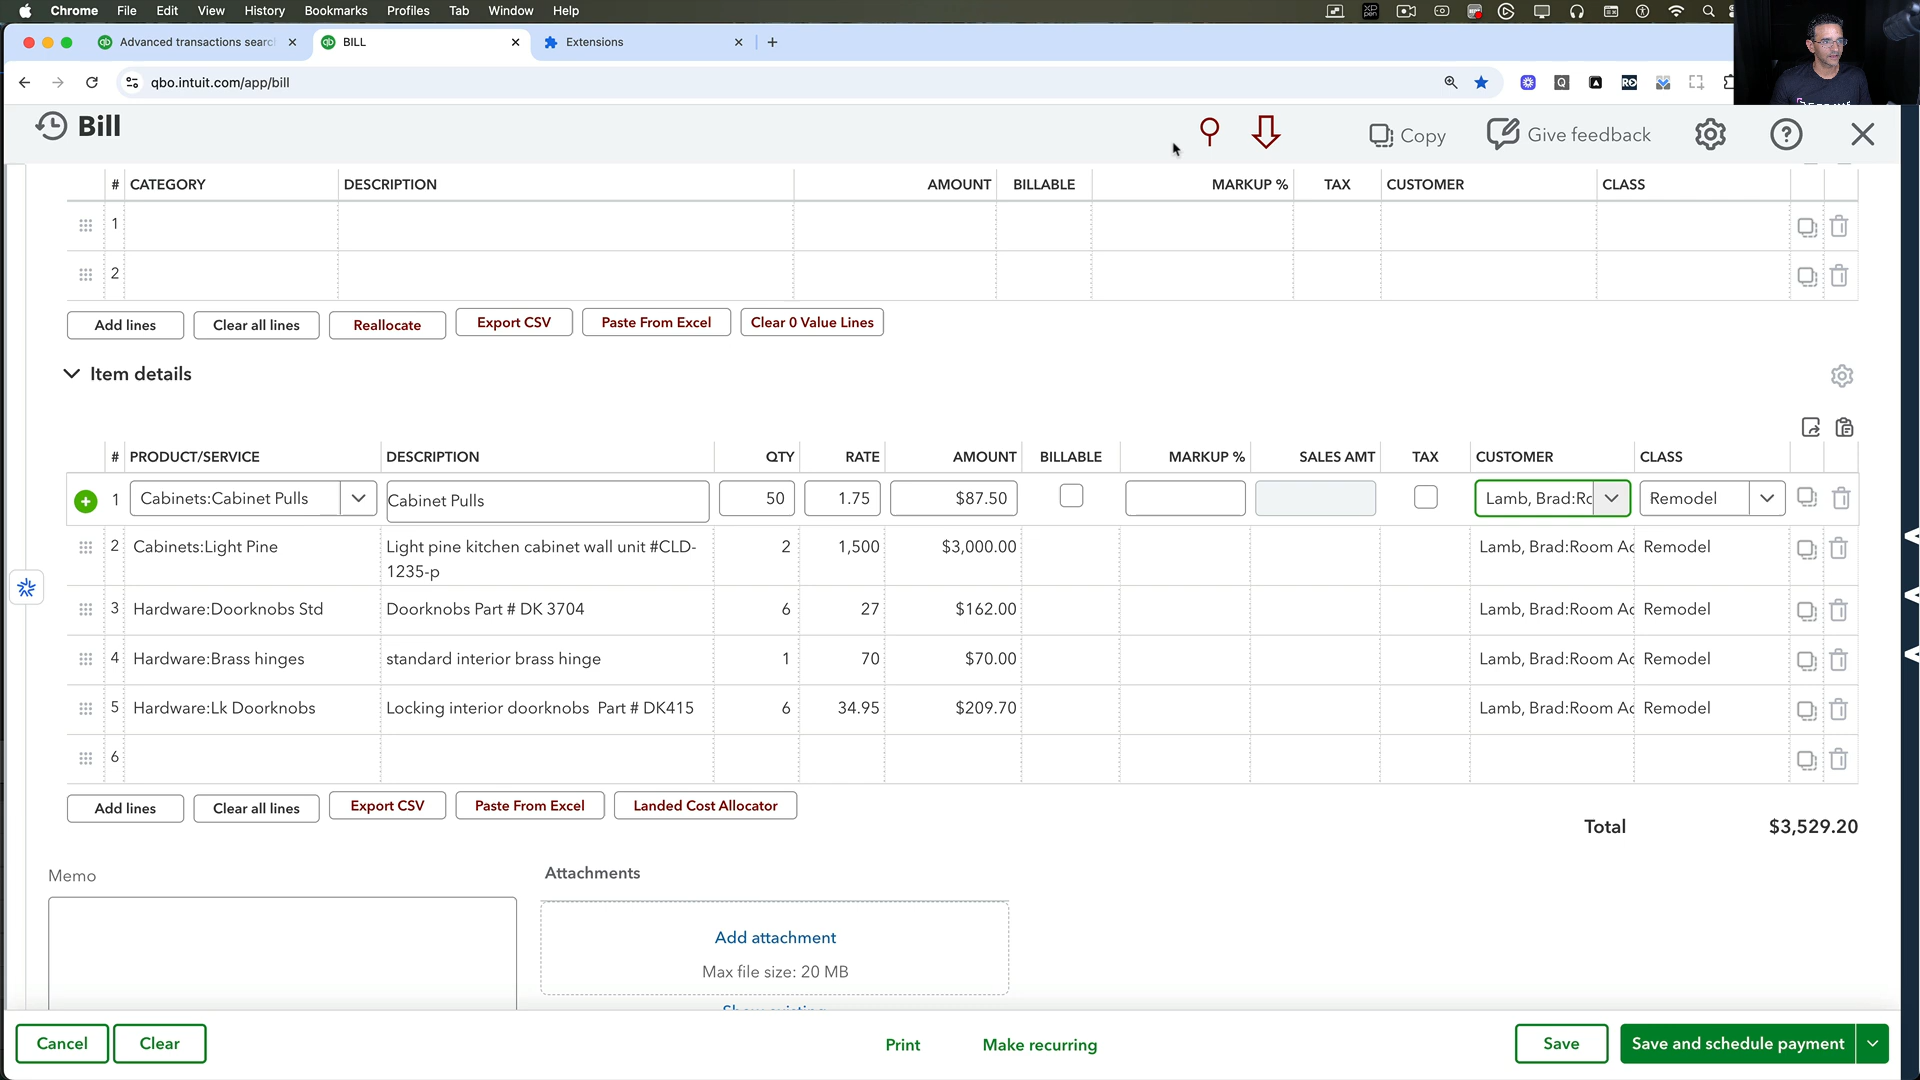 Chrome File Edit View History Bookmarks Profiles Tab Window Help
Advanced transactions searc BILL Extensions
qbo.intuit.com/app/bill
Bill
Copy Give feedback
# CATEGORY DESCRIPTION AMOUNT BILLABLE MARKUP % TAX CUSTOMER CLASS
1
2
Add lines Clear all lines Reallocate Export CSV Paste From Excel Clear 0 Value Lines
Item details
# PRODUCT/SERVICE DESCRIPTION QTY RATE AMOUNT BILLABLE MARKUP % SALES AMT TAX CUSTOMER CLASS
1 Cabinets:Cabinet Pulls Cabinet Pulls 50 1.75 $87.50 Lamb, Brad:Ro Remodel
2 Cabinets:Light Pine Light pine kitchen cabinet wall unit #CLD- 2 1,500 $3,000.00 Lamb, Brad:Room Ad Remodel
1235-p
3 Hardware:Doorknobs Std Doorknobs Part # DK 3704 6 27 $162.00 Lamb, Brad:Room Ad Remodel
4 Hardware:Brass hinges standard interior brass hinge 1 70 $70.00 Lamb, Brad:Room Ad Remodel
5 Hardware:Lk Doorknobs Locking interior doorknobs Part # DK415 6 34.95 $209.70 Lamb, Brad:Room Ad Remodel
6
Add lines Clear all lines Export CSV Paste From Excel Landed Cost Allocator
Total $3,529.20
Memo Attachments
Add attachment
Max file size: 20 MB
Show existing
Cancel Clear Print Make recurring Save Save and schedule payment